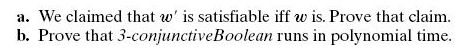 a. We claimed that w′ is satisfiable iff w is. Prove that claim.
b. Prove that 3-conjunctiveBoolean runs in polynomial time.